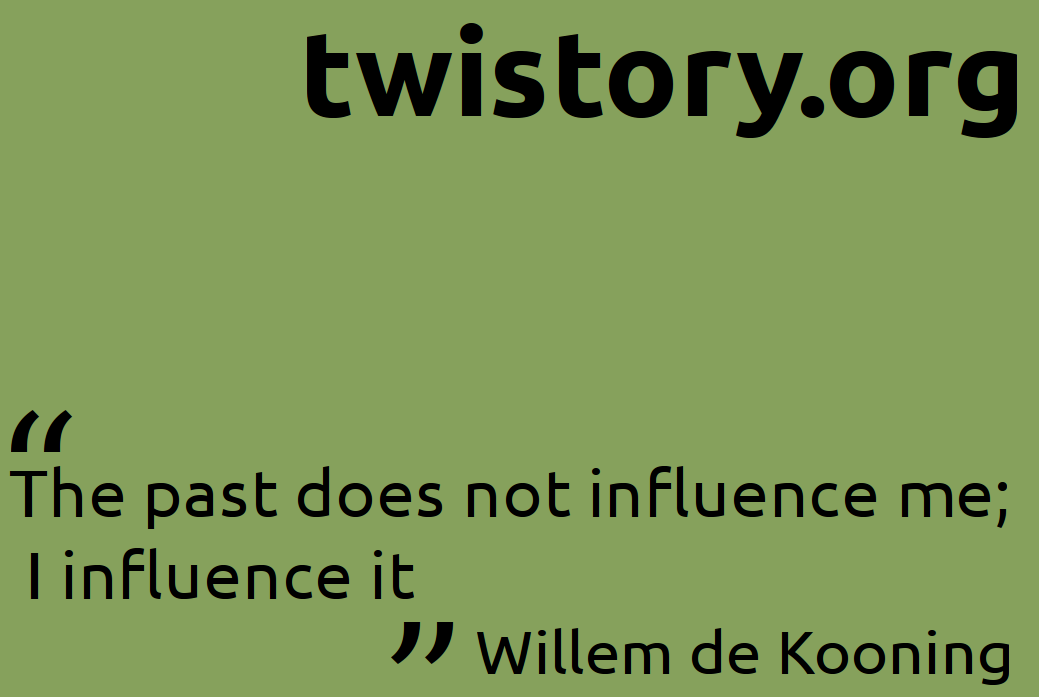 twistory.org
“
The past does not influence me;
I influence it
” Willem de Kooning